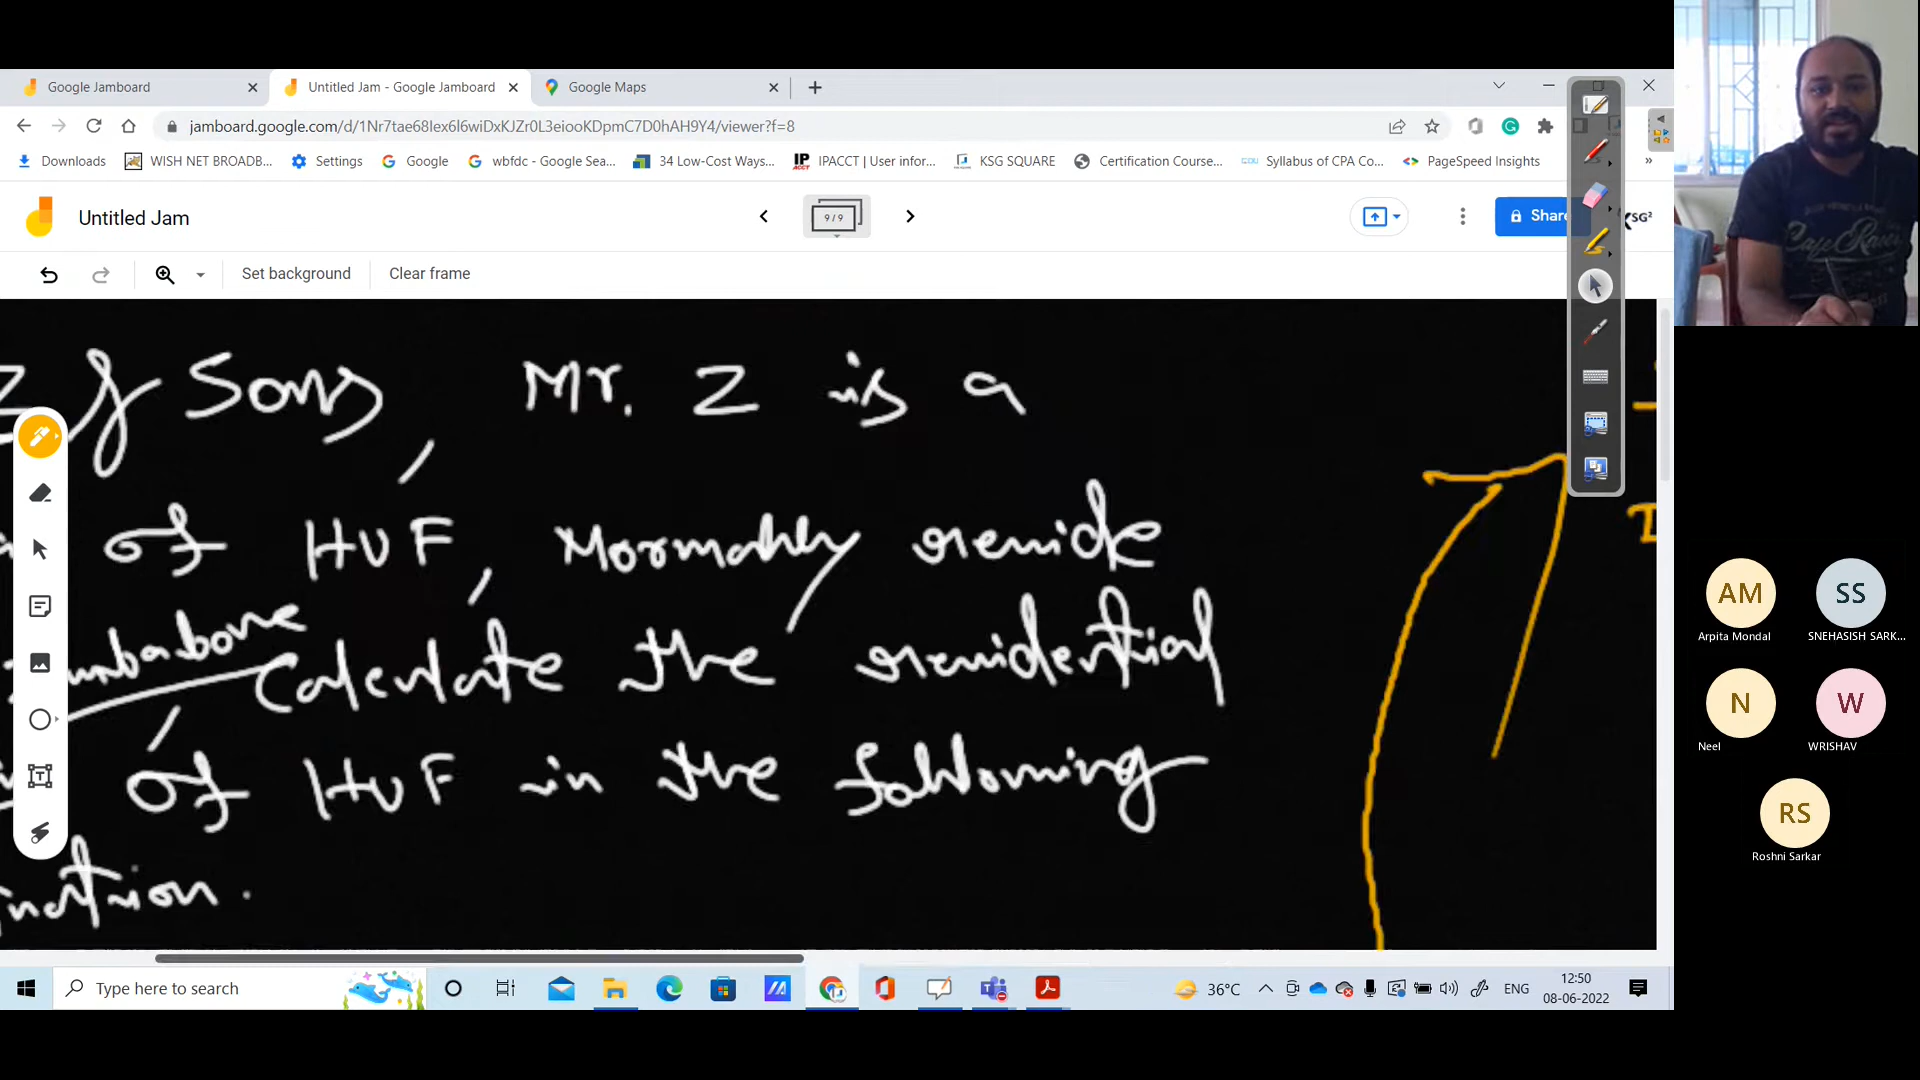 Google Jamboard
Untitled Jam - Google Jamboard
Google Maps
jamboard.google.com/d/1Nr7tae68Iex6l6wiDxKJZr0L3eiooKDpmC7D0hAH9Y4/viewer?f=8
Downloads
WISH NET BROADB...
Settings
Google
wbfdc - Google Sea...
34 Low-Cost Ways...
IPACCT | User infor...
KSG SQUARE
Certification Course...
Syllabus of CPA Co...
PageSpeed Insights
»
Untitled Jam
9/9
Share
KSG²
Set background
Clear frame
Z & Sons, Mr. Z is a
of HUF, Normally reside
Calculate the residential
of HUF in the following
AM
Arpita Mondal
SS
SNEHASISH SARK...
N
Neel
W
WRISHAV
RS
Roshni Sarkar
Type here to search
36°C
ENG
12:50
08-06-2022